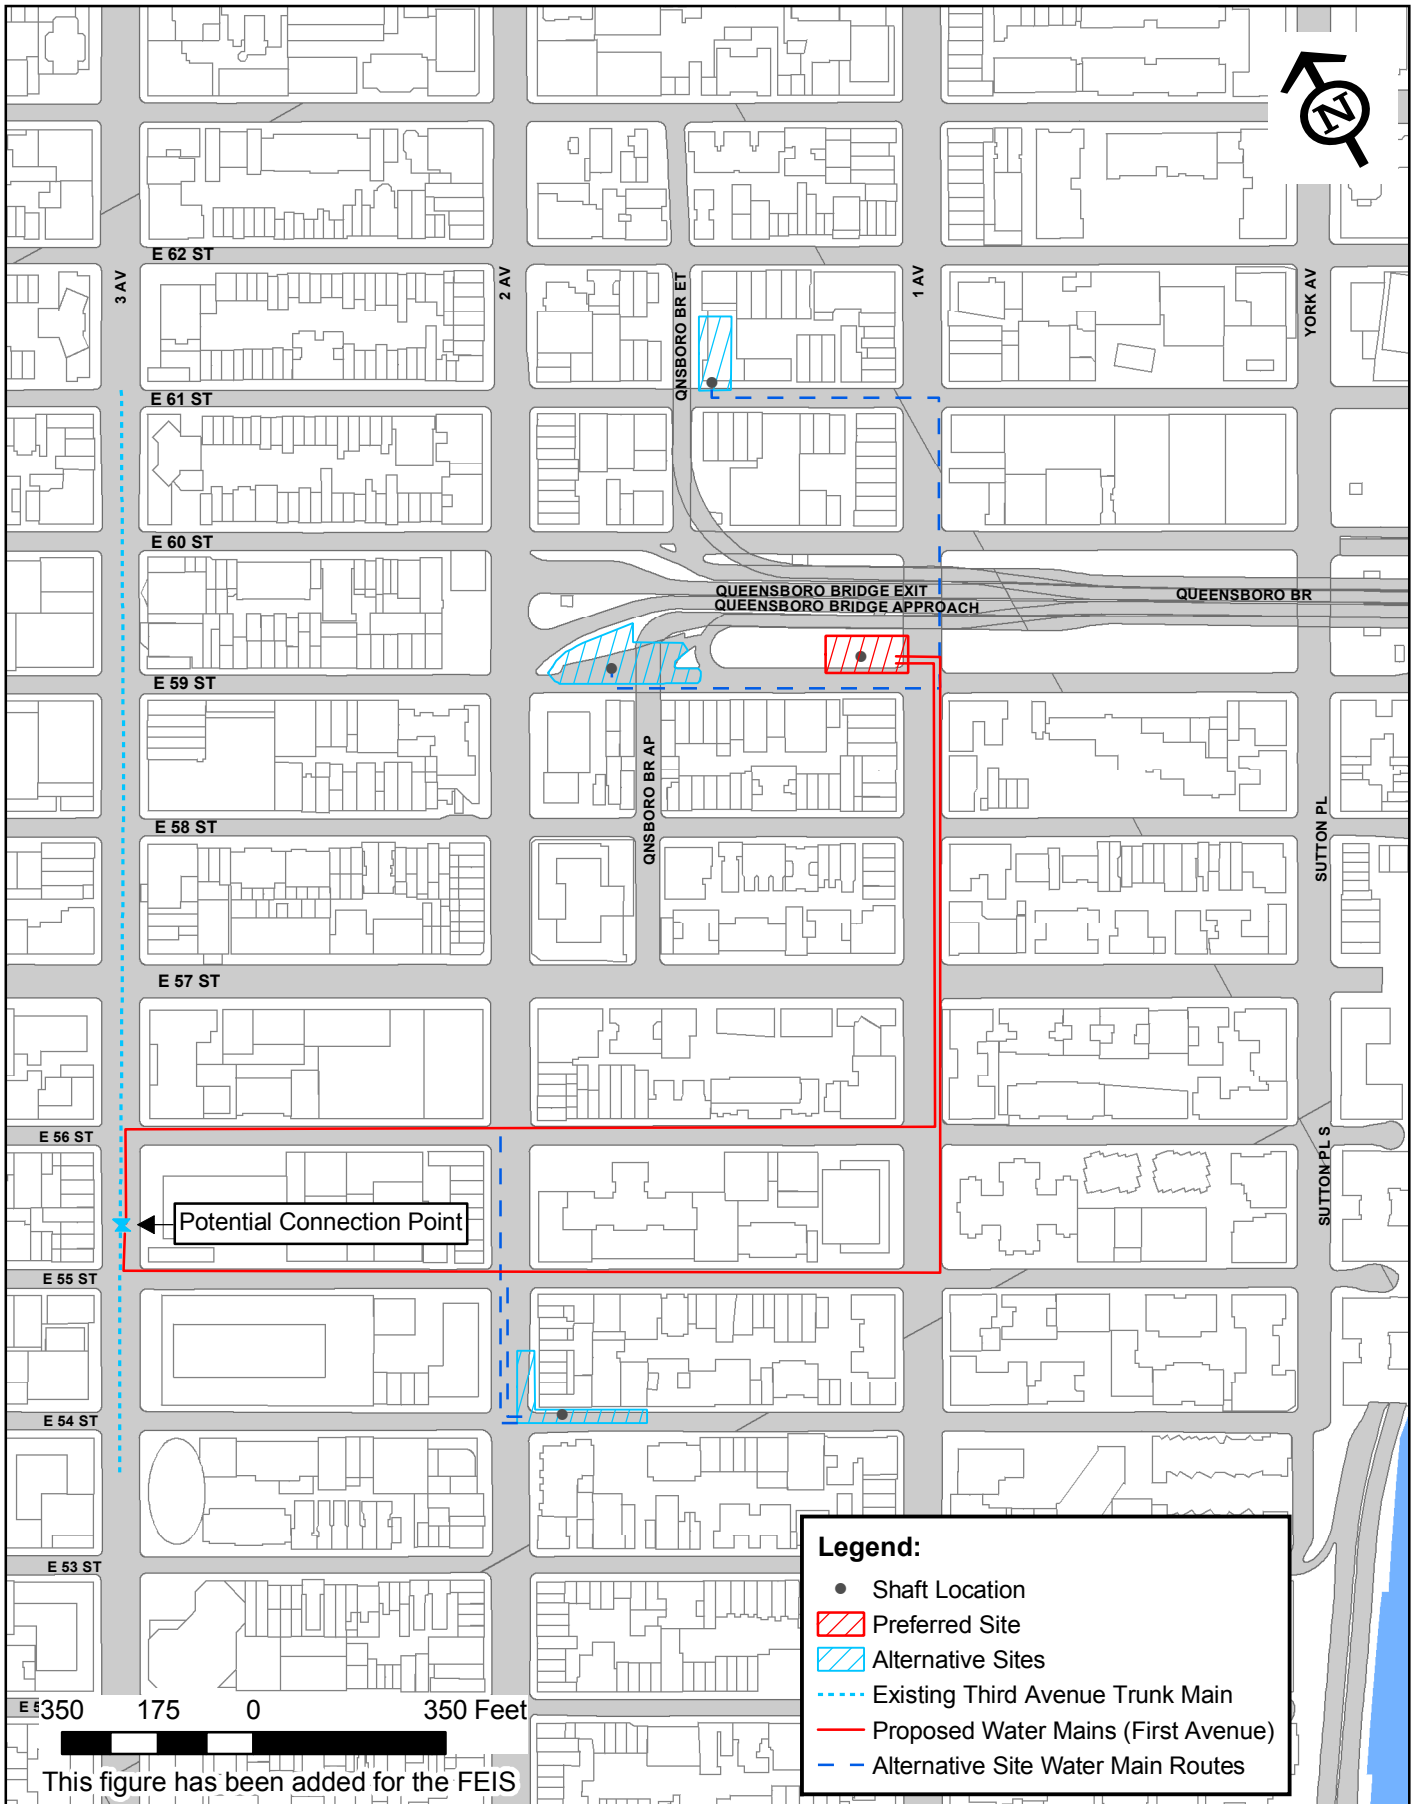 N
E 62 ST
3 AV
2 AV
QNSBORO BR ET
1 AV
YORK AV
E 61 ST
E 60 ST
QUEENSBORO BRIDGE EXIT
QUEENSBORO BR
QUEENSBORO BRIDGE APPROACH
E 59 ST
QNSBORO BR AP
E 58 ST
SUTTON PL
E 57 ST
E 56 ST
SUTTON PL S
Potential Connection Point
E 55 ST
E 54 ST
E 53 ST
Legend:
Shaft Location
Preferred Site
Alternative Sites
Existing Third Avenue Trunk Main
Proposed Water Mains (First Avenue)
Alternative Site Water Main Routes
E 5
350 175 0 350 Feet
This figure has been added for the FEIS